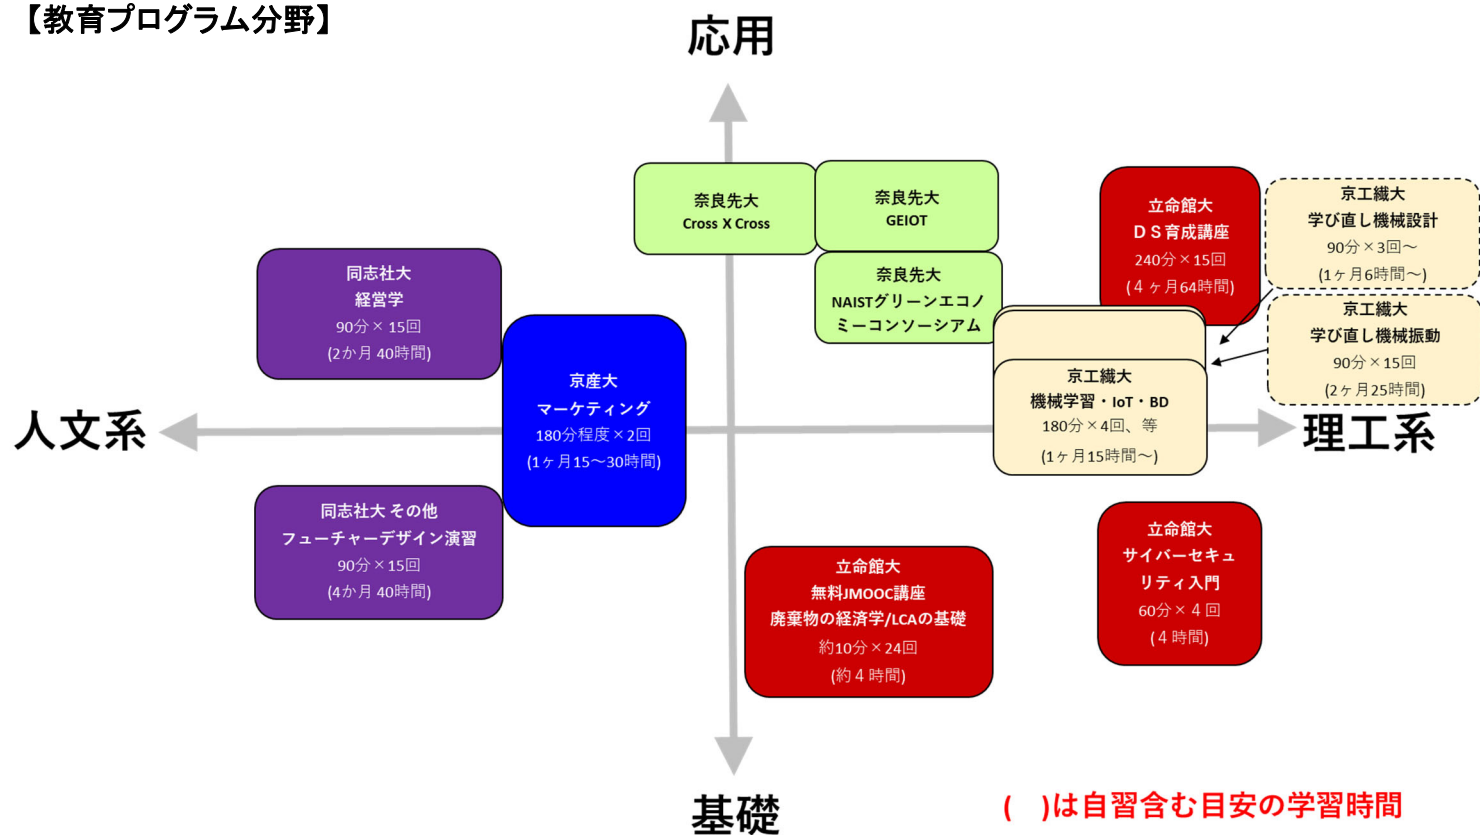 【教育プログラム分野】
応用
奈良先大
Cross X Cross
奈良先大
GEIOT
奈良先大
NAISTグリーンエコノ
ミーコンソーシアム
立命館大
ＤＳ育成講座
240分×15回
(４ヶ月64時間)
京工繊大
学び直し機械設計
90分×3回～
(1ヶ月6時間～)
京工繊大
学び直し機械振動
90分×15回
(2ヶ月25時間)
同志社大
経営学
90分×15回
(2か月 40時間)
京産大
マーケティング
180分程度×2回
(1ヶ月15～30時間)
京工繊大
機械学習・IoT・BD
180分×4回、等
(1ヶ月15時間～)
人文系
理工系
同志社大 その他
フューチャーデザイン演習
90分×15回
(4か月 40時間)
立命館大
無料JMOOC講座
廃棄物の経済学/LCAの基礎
約10分×24回
(約４時間)
立命館大
サイバーセキュ
リティ入門
60分×４回
(４時間)
基礎
(　)は自習含む目安の学習時間